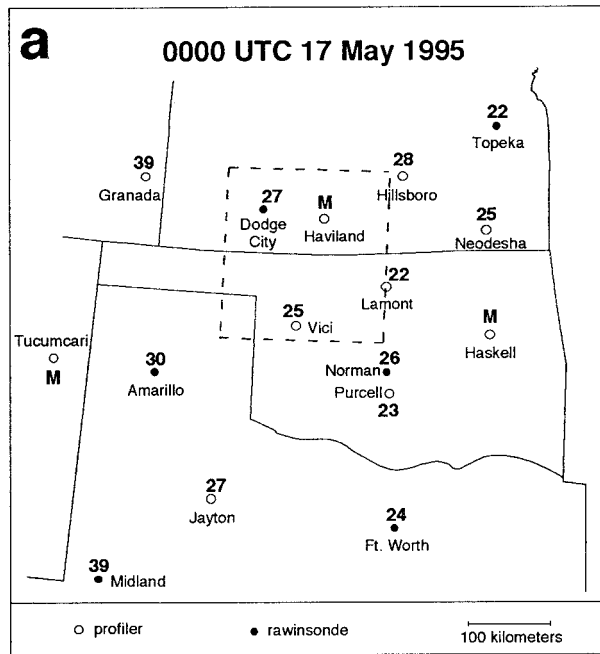 a
0000 UTC 17 May 1995
22
Topeka
39
Granada
28
Hillsboro
27
Dodge
City
M
Haviland
25
Neodesha
22
Lamont
25
Vici
M
Haskell
Tucumcari
M
30
Amarillo
26
Norman
Purcell
23
27
Jayton
24
Ft. Worth
39
Midland
profiler
rawinsonde
100 kilometers